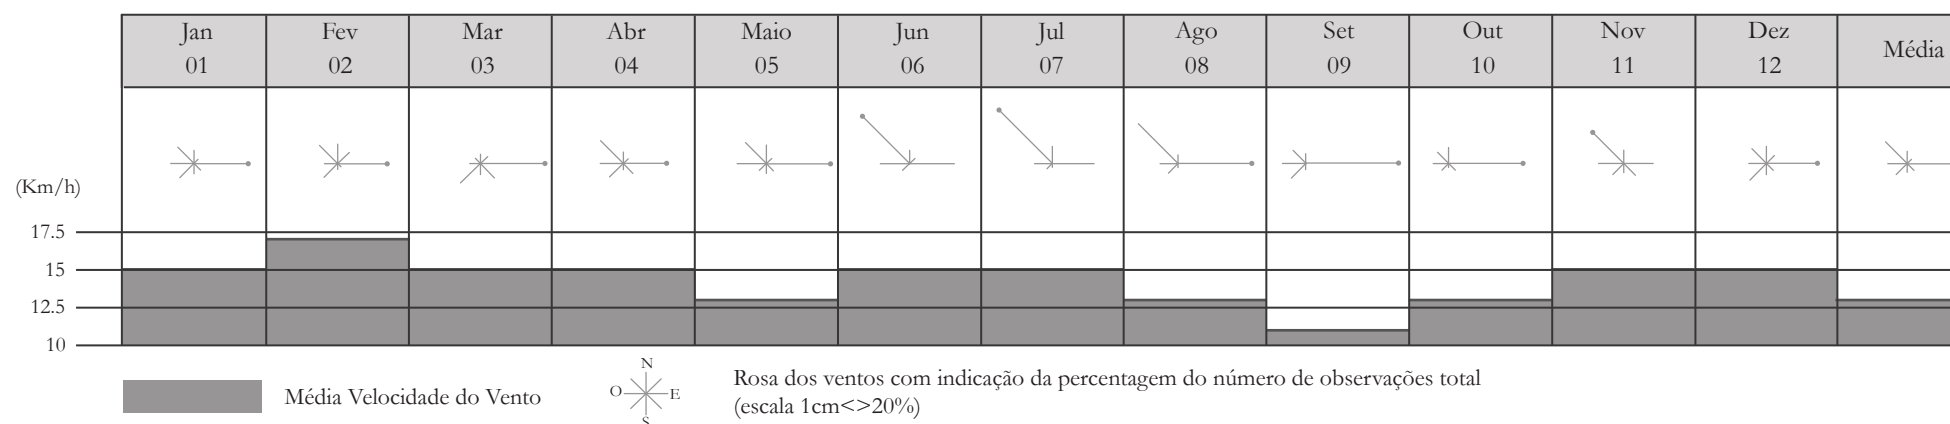 Jan Fev Mar Abr Maio Jun Jul Ago Set Out Nov Dez
01 02 03 04 05 06 07 08 09 10 11 12 Média
(Km/h)
17.5
15
12.5
10
Média Velocidade do Vento
N
O E
S
Rosa dos ventos com indicação da percentagem do número de observações total
(escala 1cm<>20%)